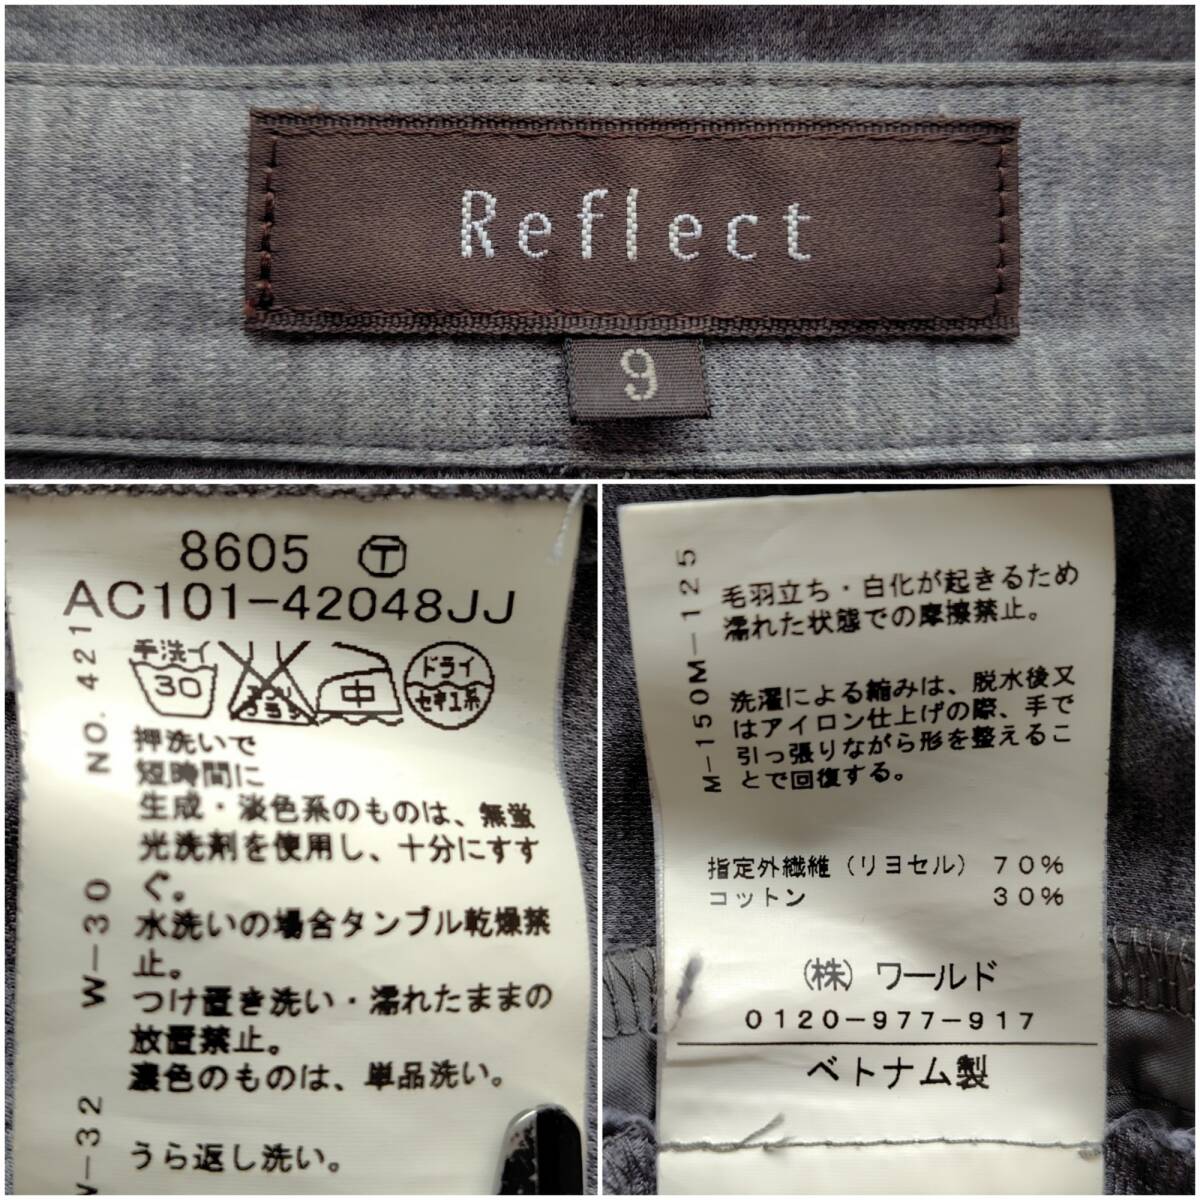 Reflect
9
8605 Ⓣ
AC101-42048JJ
手洗イ
30
エンソ
サラシ
中
ドライ
セキユ系
押洗いで
短時間に
生成・淡色系のものは、無蛍
光洗剤を使用し、十分にすす
ぐ。
水洗いの場合タンブル乾燥禁
止。
つけ置き洗い・濡れたままの
放置禁止。
濃色のものは、単品洗い。
うら返し洗い。
NO. 421
W-30
W-32
毛羽立ち・白化が起きるため
濡れた状態での摩擦禁止。
洗濯による縮みは、脱水後又
はアイロン仕上げの際、手で
引っ張りながら形を整えるこ
とで回復する。
M-150M-125
指定外繊維（リヨセル） 70%
コットン 30%
（株）ワールド
0120-977-917
ベトナム製